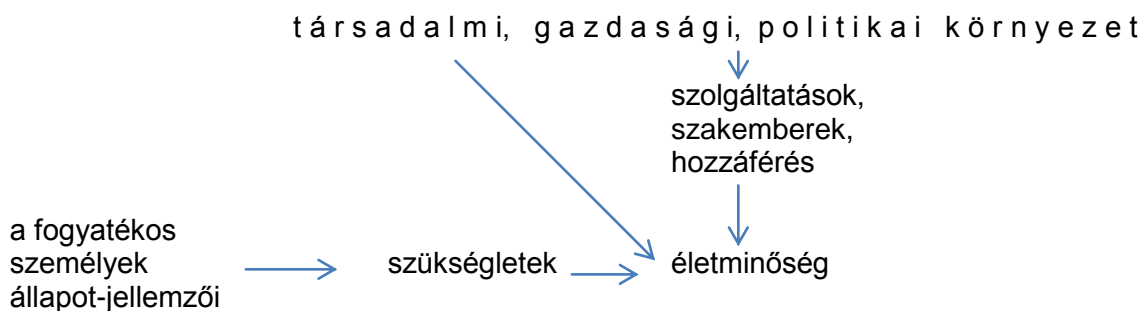 társadalmi, gazdasági, politikai környezet
szolgáltatások,
szakemberek,
hozzáférés
a fogyatékos
személyek
állapot-jellemzői
szükségletek
életminőség